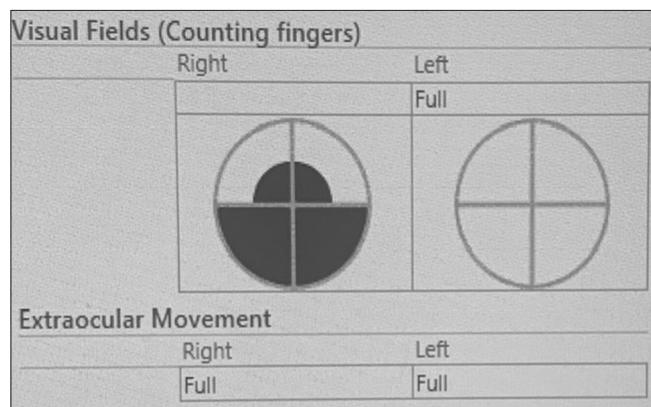 Visual Fields (Counting fingers)
Right Left
Full
Extraocular Movement
Right Left
Full Full